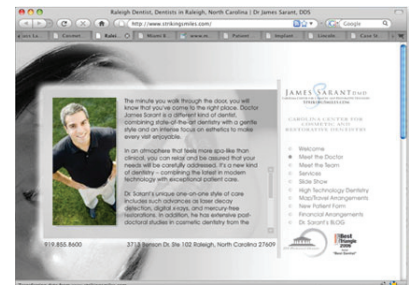 Raleigh Dentist, Dentists in Raleigh, North Carolina | Dr James Sarant, DDS
http://www.strikingsmiles.com/
Google
The minute you walk through the door, you will
know that you've come to the right place. Doctor
James Sarant is a different kind of dentist,
combining state-of-the-art dentistry with a gentle
style and an intense focus on esthetics to make
every visit enjoyable.
In an atmosphere that feels more spa-like than
clinical, you can relax and be assured that your
needs will be carefully addressed. It's a new kind
of dentistry – combining the latest in modern
technology with exceptional patient care.
Dr. Sarant's unique one-on-one style of care
includes such advances as laser decay
detection, digital x-rays, and mercury-free
restorations. In addition, he has extensive post-
doctoral studies in cosmetic dentistry from the
JAMES SARANT DMD
CAROLINA CENTER FOR
COSMETIC AND
RESTORATIVE DENTISTRY
Welcome
Meet the Doctor
Meet the Team
Services
Slide Show
High Technology Dentistry
Map/Travel Arrangements
New Patient Form
Financial Arrangements
Dr. Sarant's BLOG
Best
Triangle
2008
919.855.8600
3713 Benson Dr. Ste 102 Raleigh, North Carolina 27609